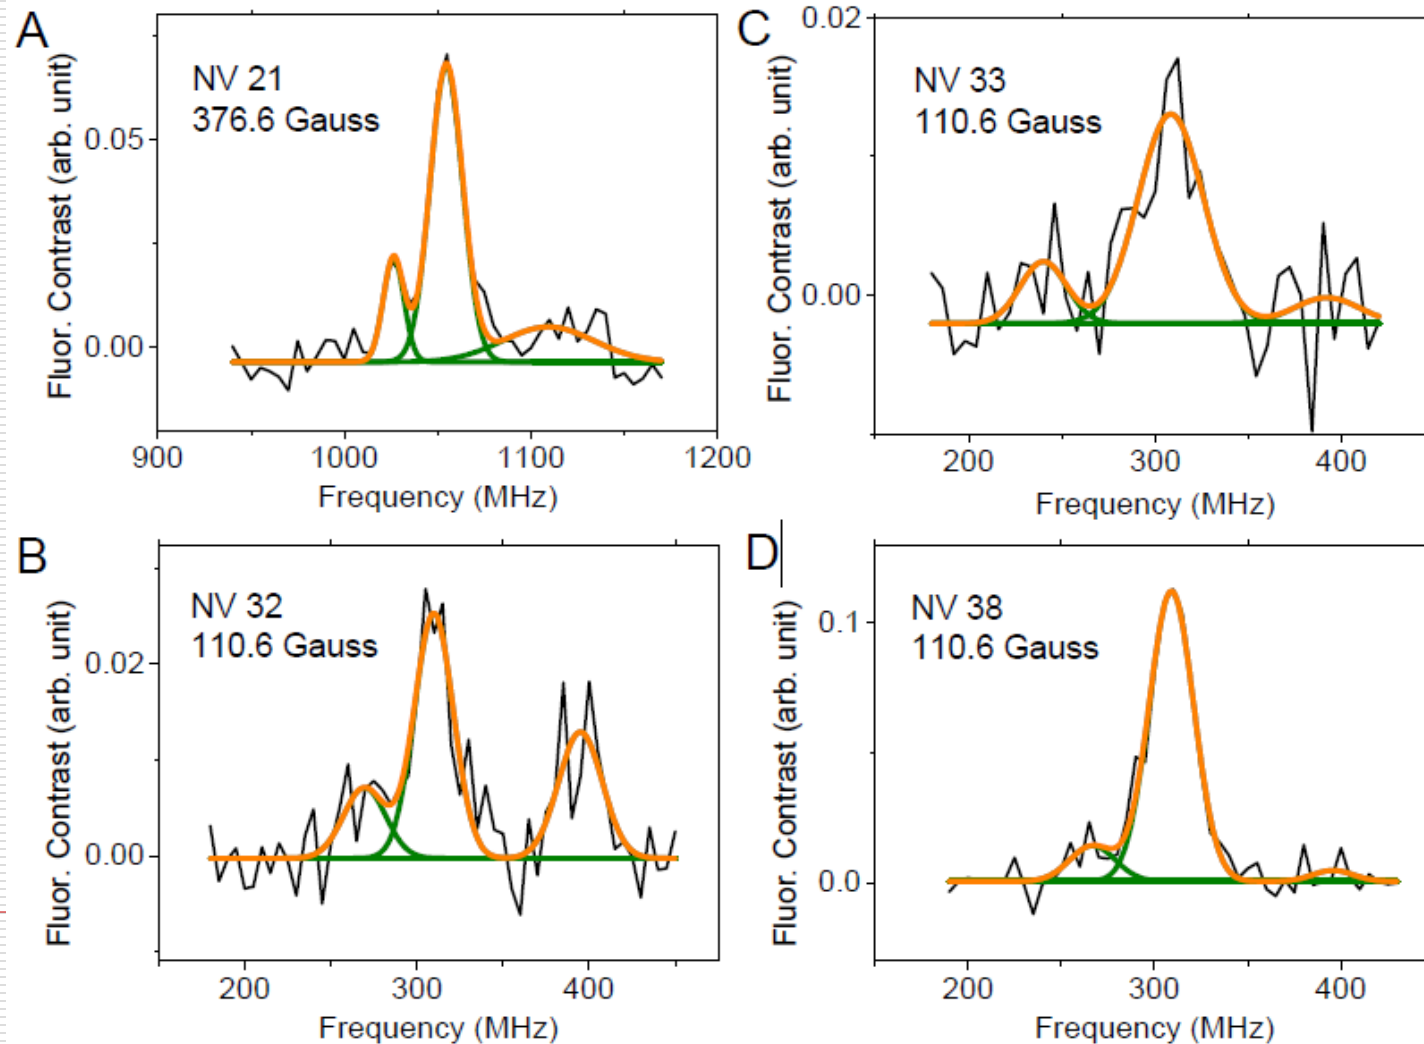 A
NV 21
376.6 Gauss
Fluor. Contrast (arb. unit)
0.05
0.00
900 1000 1100 1200
Frequency (MHz)
B
NV 32
110.6 Gauss
Fluor. Contrast (arb. unit)
0.02
0.00
200 300 400
Frequency (MHz)
C
NV 33
110.6 Gauss
Fluor. Contrast (arb. unit)
0.02
0.00
200 300 400
Frequency (MHz)
D
NV 38
110.6 Gauss
Fluor. Contrast (arb. unit)
0.1
0.0
200 300 400
Frequency (MHz)